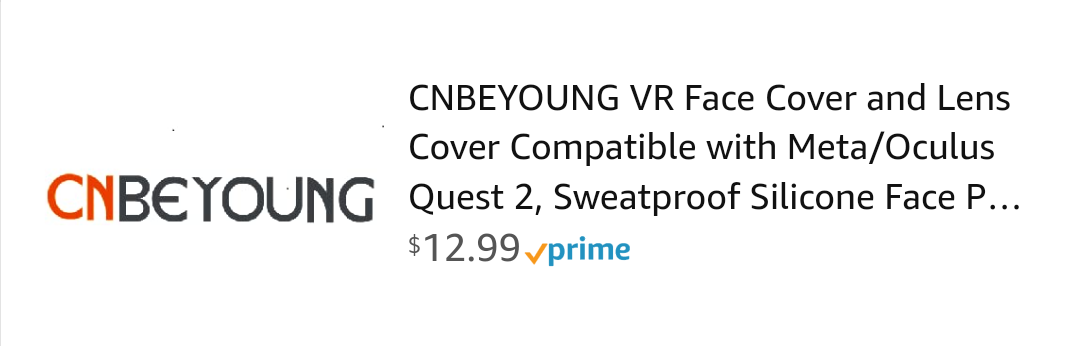 CNBEYOUNG
CNBEYOUNG VR Face Cover and Lens
Cover Compatible with Meta/Oculus
Quest 2, Sweatproof Silicone Face P...
$12.99 prime